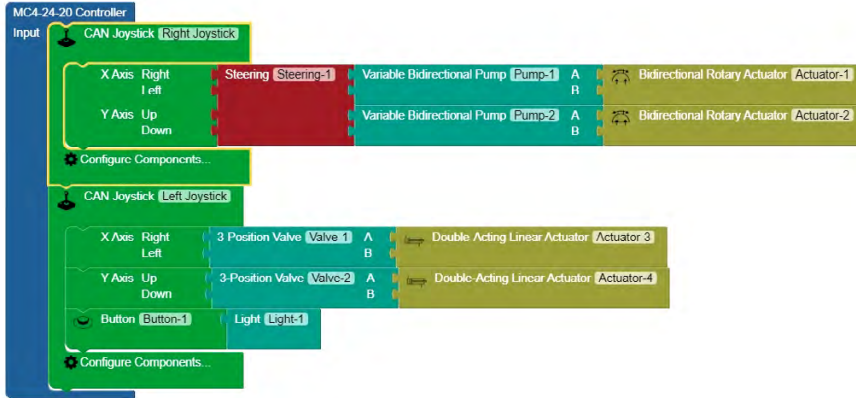 MC4-24-20 Controller
Input CAN Joystick Right Joystick
X Axis Right Steering Steering-1 Variable Bidirectional Pump Pump-1 A Bidirectional Rotary Actuator Actuator-1
Left B
Y Axis Up Variable Bidirectional Pump Pump-2 A Bidirectional Rotary Actuator Actuator-2
Down B
Configure Components...
CAN Joystick Left Joystick
X Axis Right 3 Position Valve Valve 1 A Double Acting Linear Actuator Actuator 3
Left B
Y Axis Up 3-Position Valve Valve-2 A Double-Acting Linear Actuator Actuator-4
Down B
Button Button-1 Light Light-1
Configure Components...